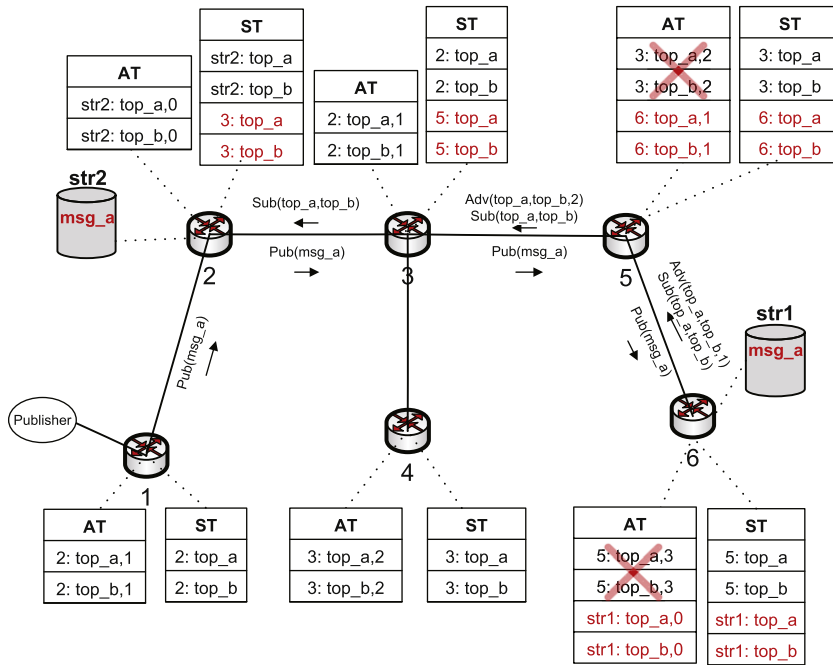 AT
str2: top_a,0
str2: top_b,0
ST
str2: top_a
str2: top_b
3: top_a
3: top_b
AT
2: top_a,1
2: top_b,1
ST
2: top_a
2: top_b
5: top_a
5: top_b
AT
3: top_a,2
3: top_b,2
6: top_a,1
6: top_b,1
ST
3: top_a
3: top_b
6: top_a
6: top_b
str2
msg_a
2
Sub(top_a,top_b)
Pub(msg_a)
3
Adv(top_a,top_b,2)
Sub(top_a,top_b)
Pub(msg_a)
5
Adv(top_a,top_b,1)
Sub(top_a,top_b)
Pub(msg_a)
str1
msg_a
Pub(msg_a)
Publisher
1
4
6
AT
2: top_a,1
2: top_b,1
ST
2: top_a
2: top_b
AT
3: top_a,2
3: top_b,2
ST
3: top_a
3: top_b
AT
5: top_a,3
5: top_b,3
str1: top_a,0
str1: top_b,0
ST
5: top_a
5: top_b
str1: top_a
str1: top_b